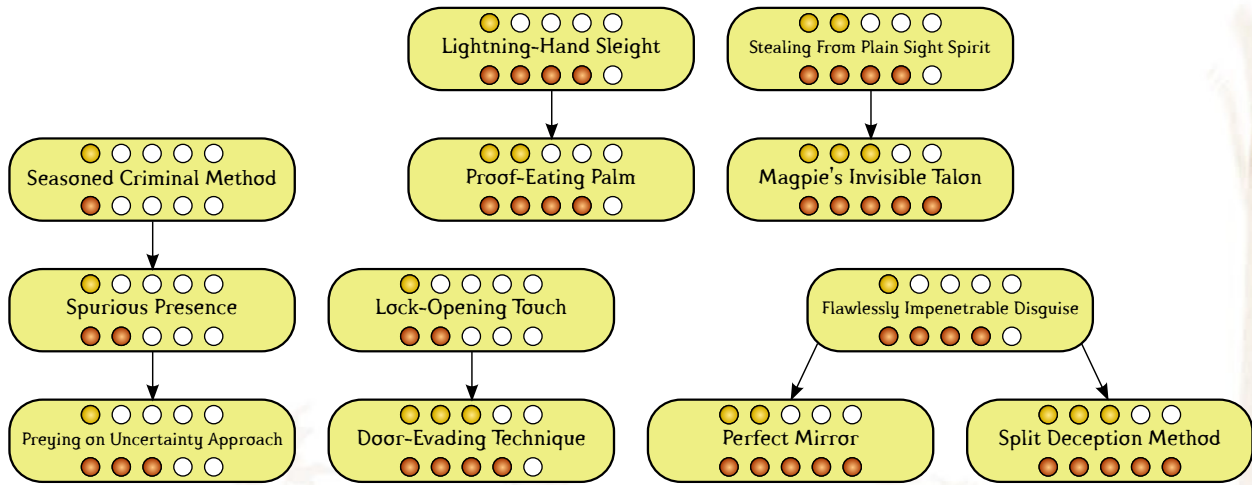 Lightning-Hand Sleight
Stealing From Plain Sight Spirit
Seasoned Criminal Method
Proof-Eating Palm
Magpie's Invisible Talon
Spurious Presence
Lock-Opening Touch
Flawlessly Impenetrable Disguise
Preying on Uncertainty Approach
Door-Evading Technique
Perfect Mirror
Split Deception Method